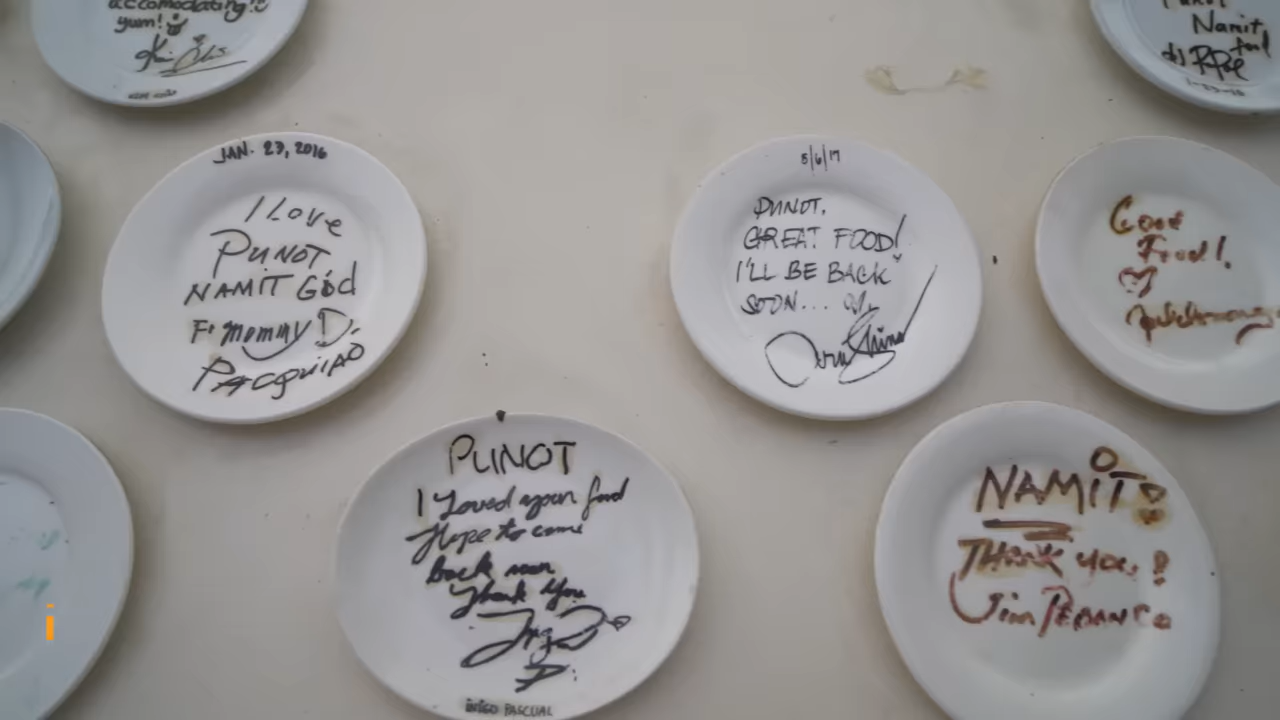 accomodating!
yum!
Namit
food
JAN. 23, 2016
I Love
PUNOT
NAMIT GID
Fr mommy D.
PACQUIAO
5/6/17
PUNOT,
GREAT FOOD!
I'LL BE BACK
SOON...
Good
Food!
PUNOT
I Loved your food
Hope to come
back soon
Thank You
IÑIGO PASCUAL
NAMIT
THANK you!
Jim
i